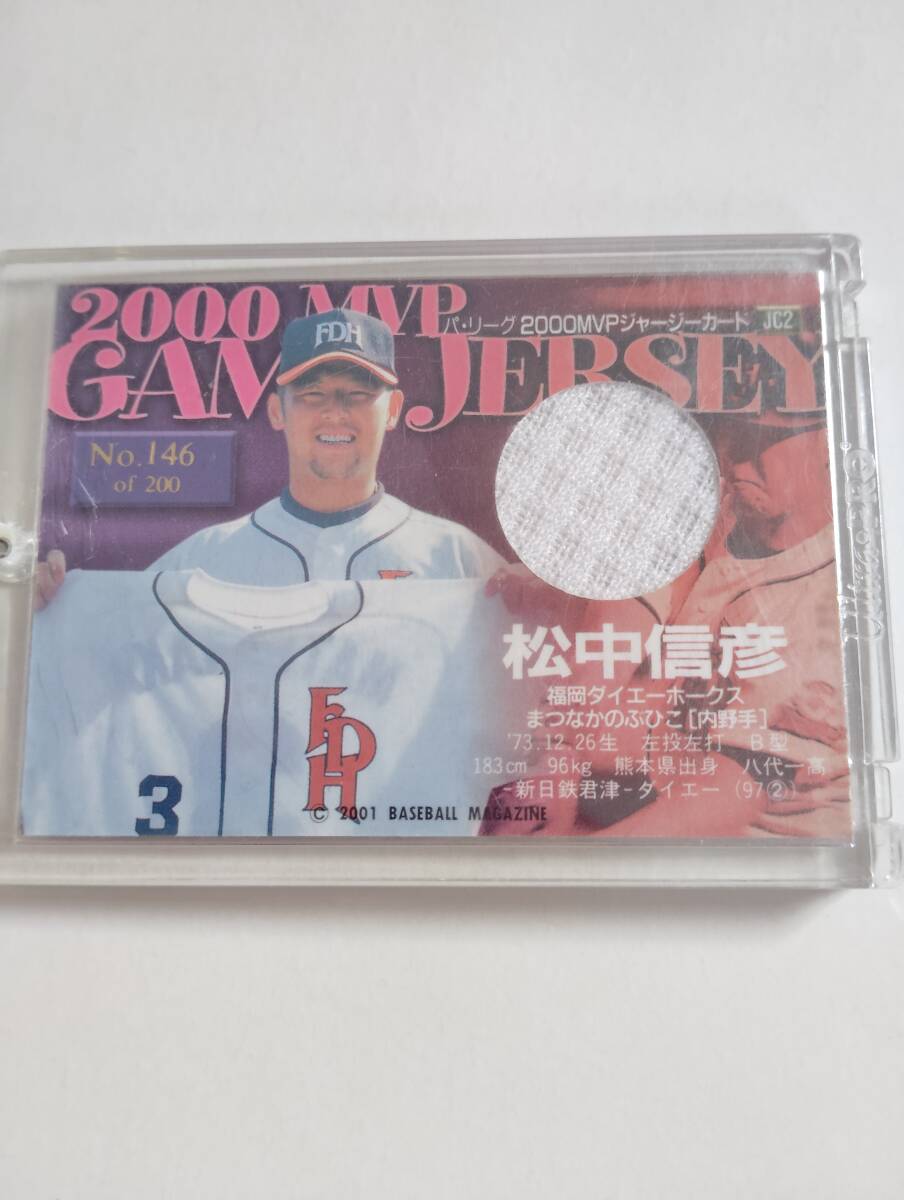 2000 MVP
パ・リーグ 2000MVPジャージーカード JC2
GAM JERSEY
FDH
No.146
of 200
松中信彦
福岡ダイエーホークス
まつなかのぶひこ [内野手]
'73.12.26生 左投左打 B型
183cm 96kg 熊本県出身 八代一高
-新日鉄君津-ダイエー (97②)
FDH
3
© 2001 BASEBALL MAGAZINE